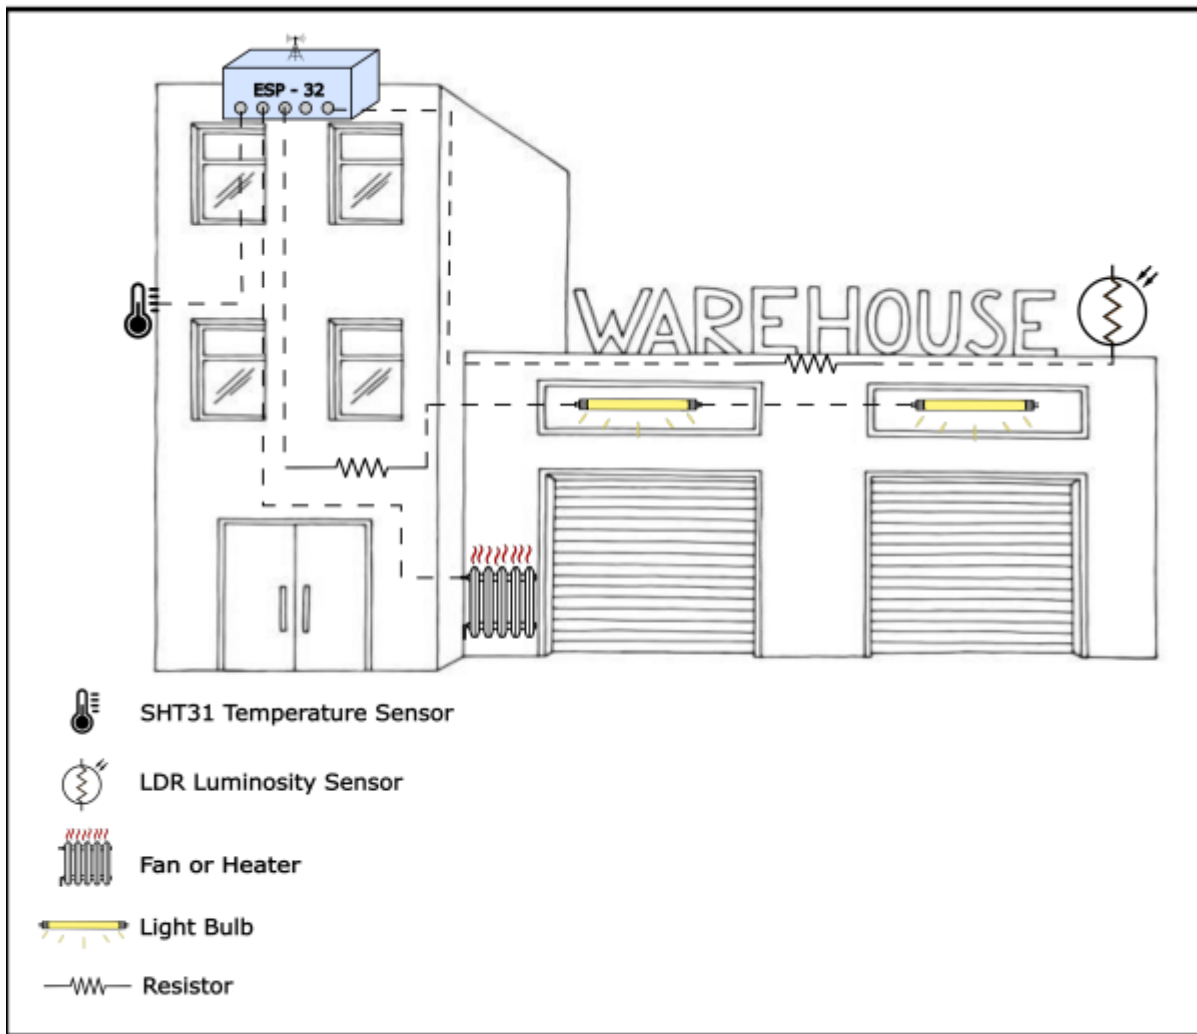 ESP - 32
WAREHOUSE
SHT31 Temperature Sensor
LDR Luminosity Sensor
Fan or Heater
Light Bulb
Resistor